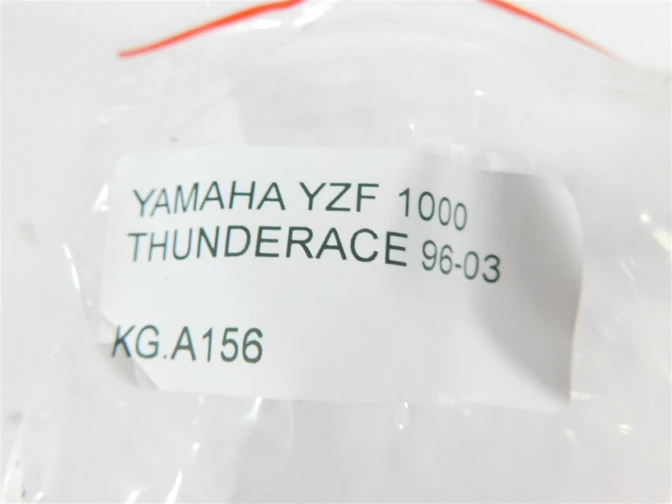 YAMAHA YZF 1000
THUNDERACE 96-03
KG.A156